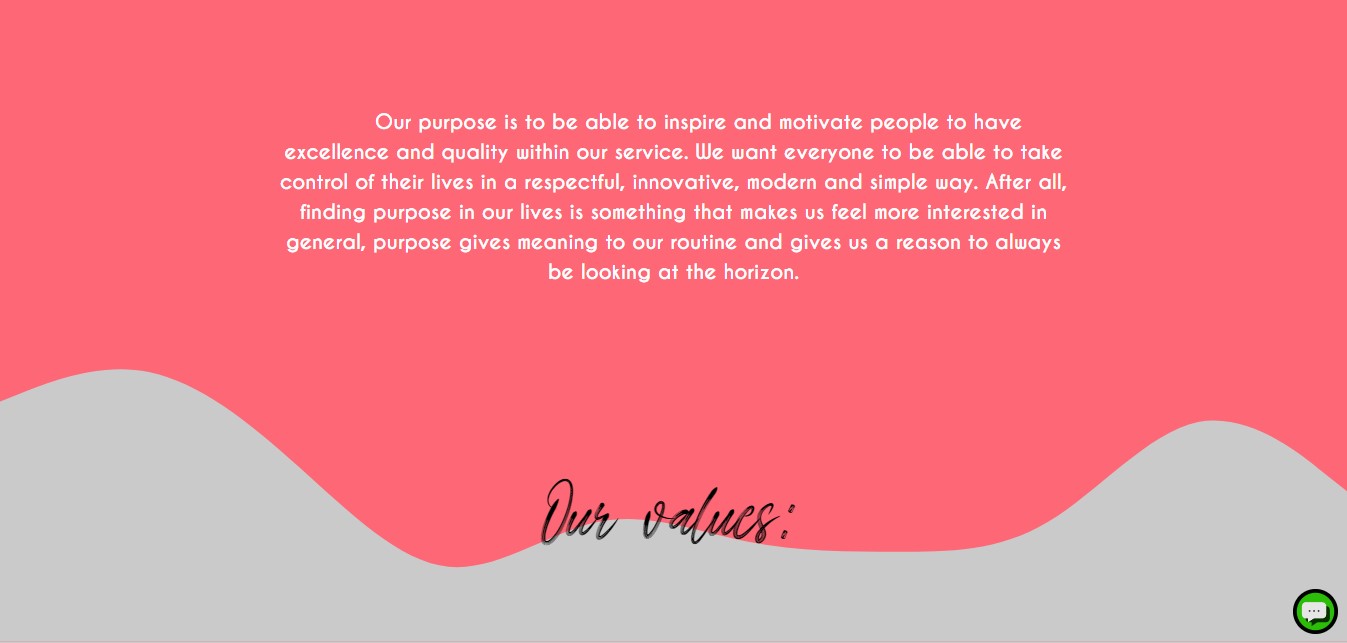 Our purpose is to be able to inspire and motivate people to have
excellence and quality within our service. We want everyone to be able to take
control of their lives in a respectful, innovative, modern and simple way. After all,
finding purpose in our lives is something that makes us feel more interested in
general, purpose gives meaning to our routine and gives us a reason to always
be looking at the horizon.
Our values: